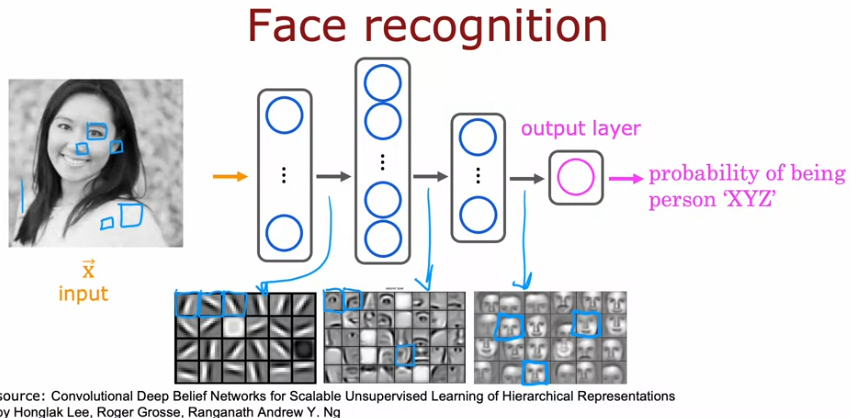 Face recognition
output layer
probability of being
person ‘XYZ’
x
input
source: Convolutional Deep Belief Networks for Scalable Unsupervised Learning of Hierarchical Representations
by Honglak Lee, Roger Grosse, Ranganath Andrew Y. Ng